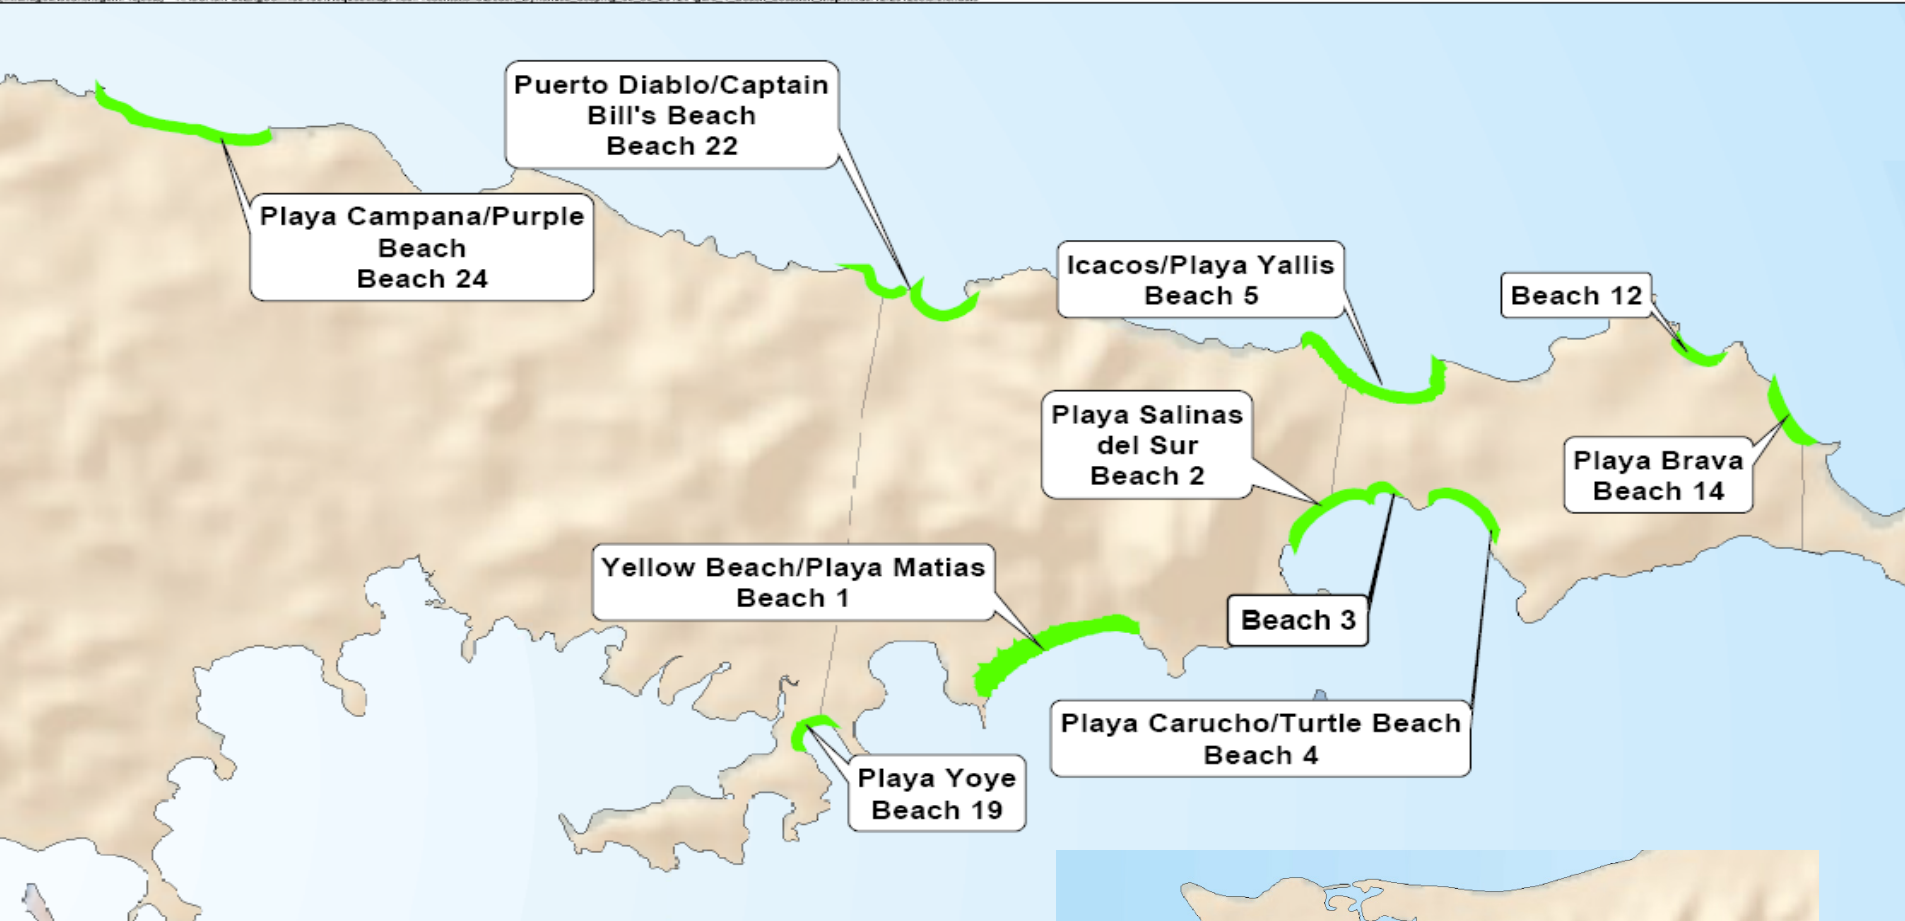 Puerto Diablo/Captain
Bill's Beach
Beach 22
Playa Campana/Purple
Beach
Beach 24
Icacos/Playa Yallis
Beach 5
Beach 12
Playa Salinas
del Sur
Beach 2
Playa Brava
Beach 14
Yellow Beach/Playa Matias
Beach 1
Beach 3
Playa Carucho/Turtle Beach
Beach 4
Playa Yoye
Beach 19